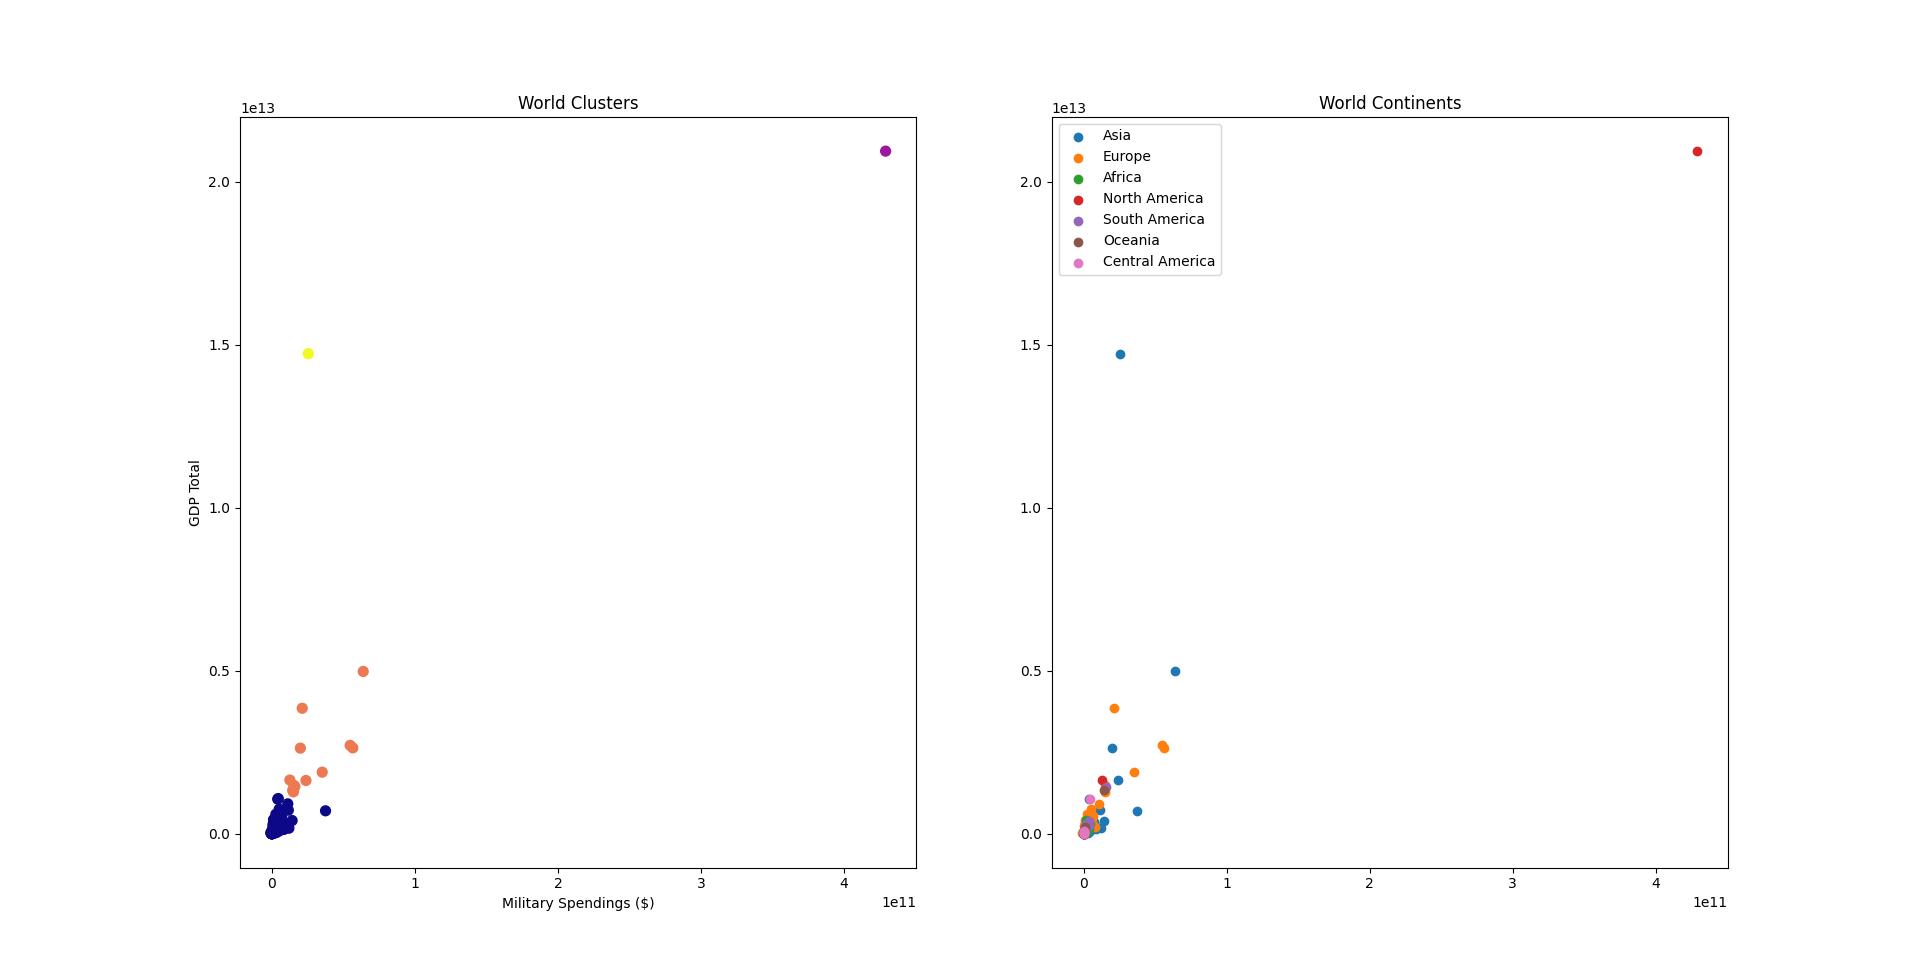 World Clusters
1e13
2.0
1.5
1.0
0.5
0.0
GDP Total
0 1 2 3 4
Military Spendings ($)
1e11
World Continents
1e13
Asia
Europe
Africa
North America
South America
Oceania
Central America
2.0
1.5
1.0
0.5
0.0
0 1 2 3 4
1e11